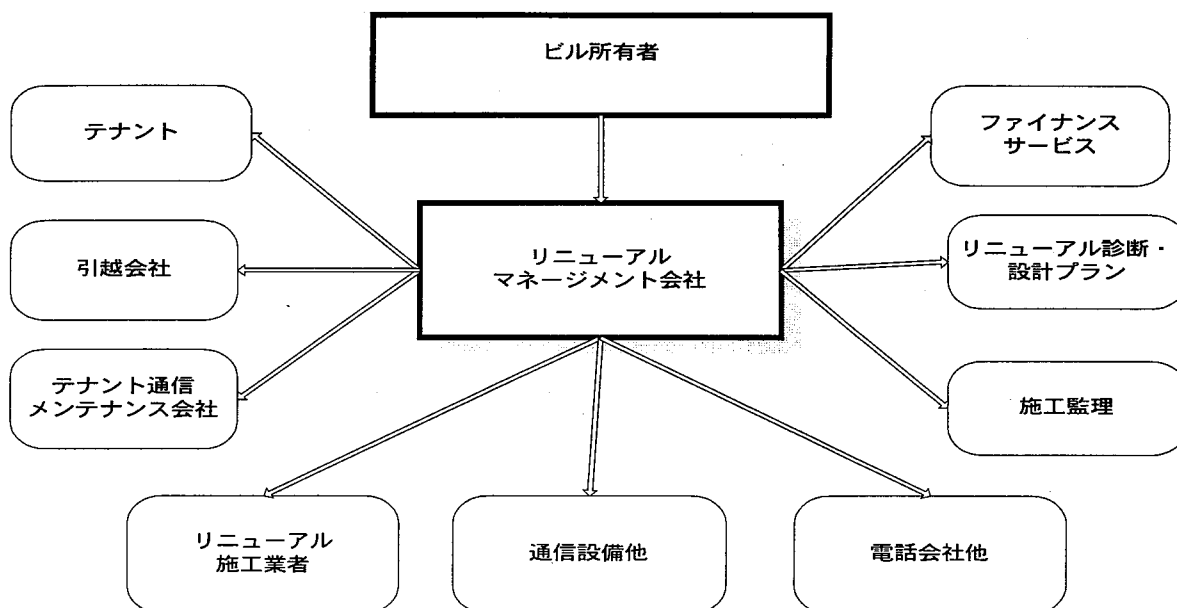 ビル所有者
テナント
ファイナンス
サービス
引越会社
リニューアル
マネージメント会社
リニューアル診断・
設計プラン
テナント通信
メンテナンス会社
施工監理
リニューアル
施工業者
通信設備他
電話会社他